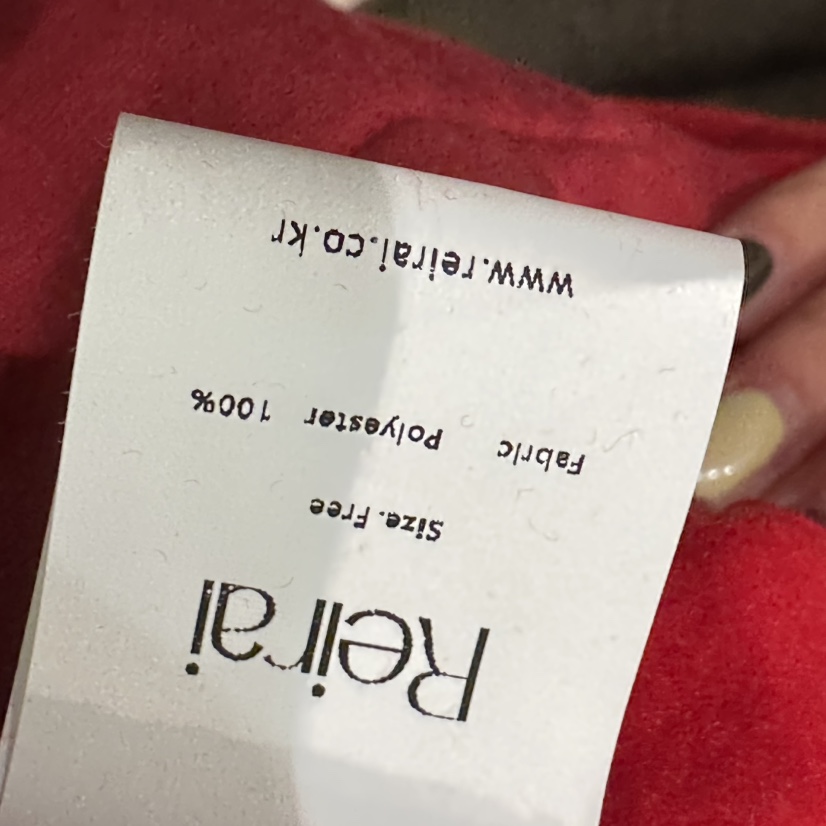 Reirai
Size. Free
Fabric Polyester 100%
www.reirai.co.kr